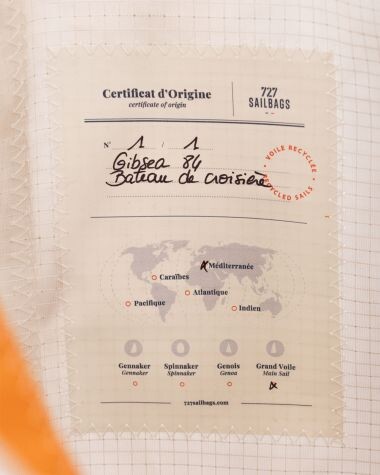 Certificat d'Origine
certificate of origin
727
SAILBAGS
N° 1 / 1
Gibsea 84
Bateau de croisière
VOILE RECYCLÉE
RECYCLED SAILS
Méditerranée
Caraïbes
Atlantique
Pacifique
Indien
Gennaker Spinnaker Genois Grand Voile
Gennaker Spinnaker Genoa Main Sail
727sailbags.com